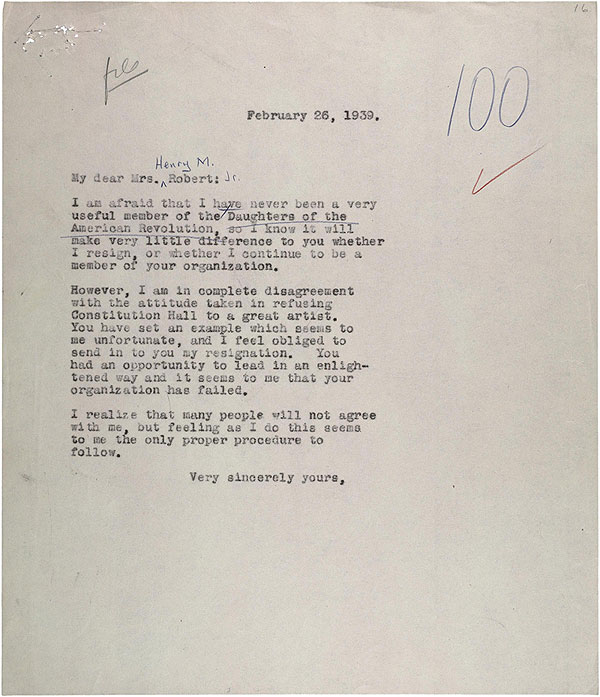 16
file
100
February 26, 1939.
Henry M.
My dear Mrs. Robert: Jr.
I am afraid that I have never been a very
useful member of the Daughters of the
American Revolution, so I know it will
make very little difference to you whether
I resign, or whether I continue to be a
member of your organization.
However, I am in complete disagreement
with the attitude taken in refusing
Constitution Hall to a great artist.
You have set an example which seems to
me unfortunate, and I feel obliged to
send in to you my resignation. You
had an opportunity to lead in an enligh-
tened way and it seems to me that your
organization has failed.
I realize that many people will not agree
with me, but feeling as I do this seems
to me the only proper procedure to
follow.
Very sincerely yours,